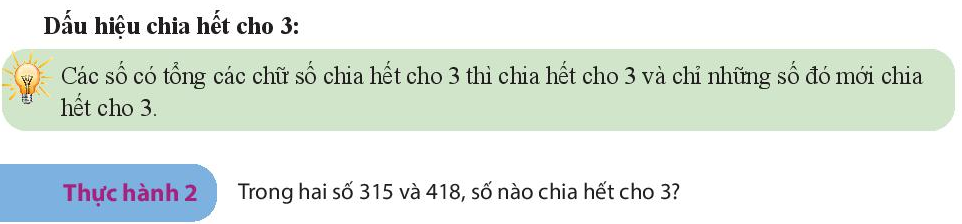 Dấu hiệu chia hết cho 3:
Các số có tổng các chữ số chia hết cho 3 thì chia hết cho 3 và chỉ những số đó mới chia
hết cho 3.
Thực hành 2 Trong hai số 315 và 418, số nào chia hết cho 3?